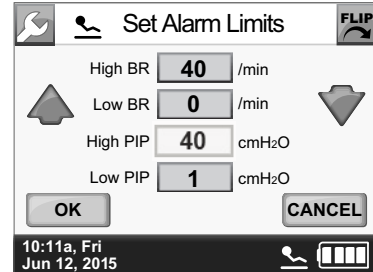 Set Alarm Limits
FLIP
High BR 40 /min
Low BR 0 /min
High PIP 40 cmH2O
Low PIP 1 cmH2O
OK
CANCEL
10:11a, Fri
Jun 12, 2015